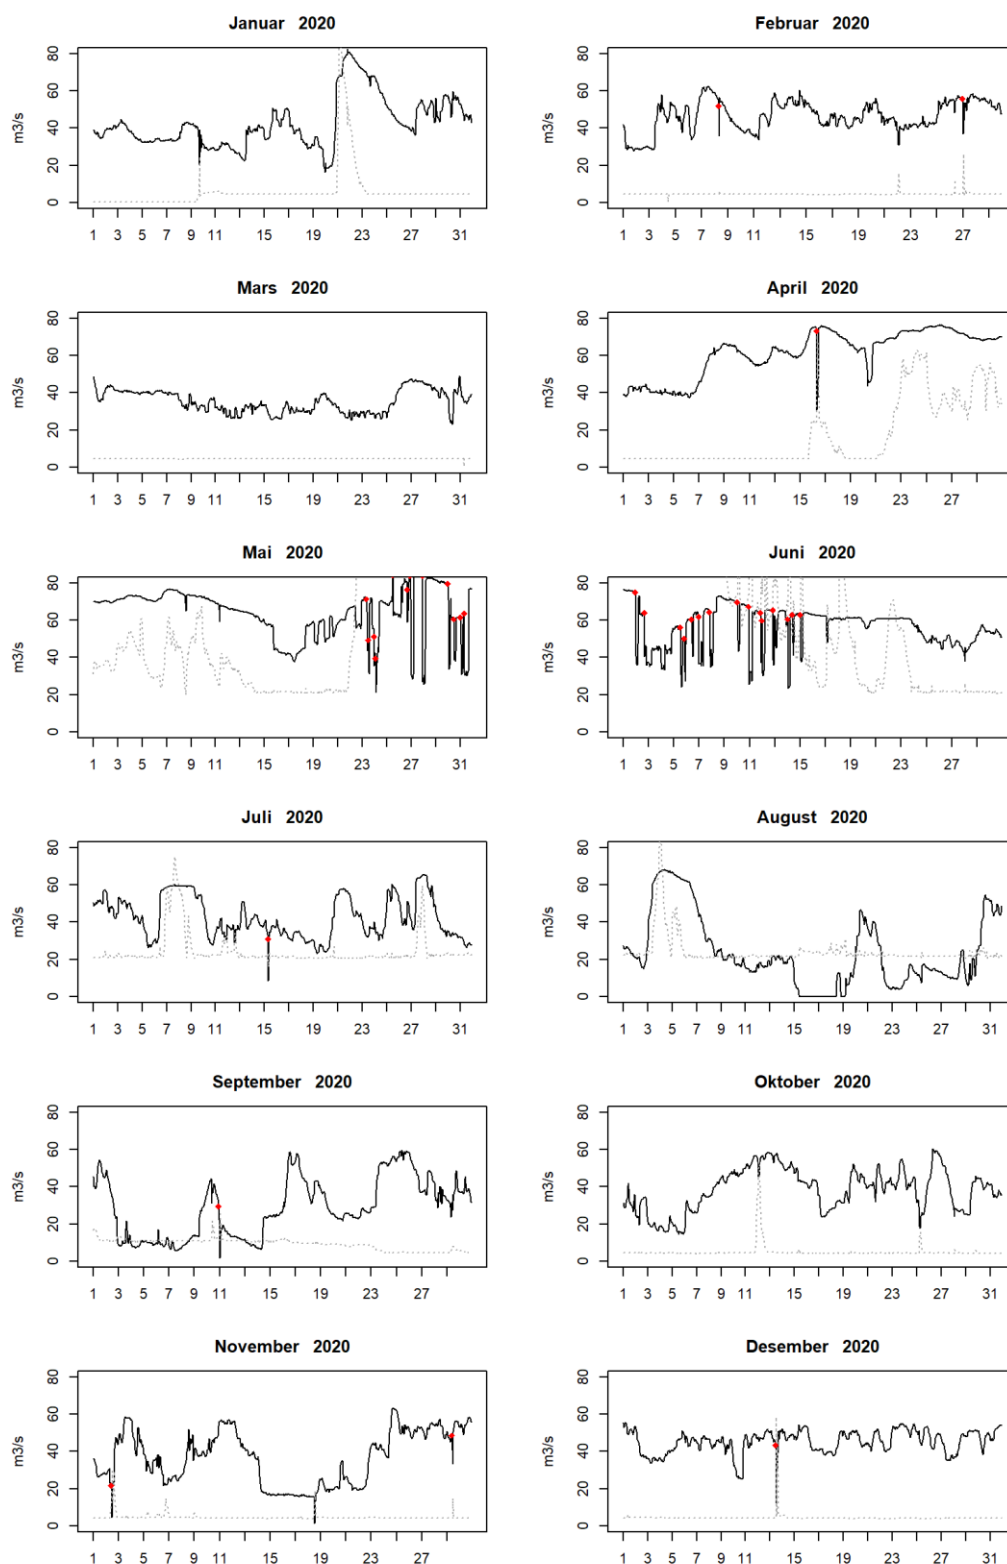 Januar 2020
m3/s
0 20 40 60 80
1 3 5 7 9 11 15 19 23 27 31
Februar 2020
m3/s
0 20 40 60 80
1 3 5 7 9 11 15 19 23 27
Mars 2020
m3/s
0 20 40 60 80
1 3 5 7 9 11 15 19 23 27 31
April 2020
m3/s
0 20 40 60 80
1 3 5 7 9 11 15 19 23 27
Mai 2020
m3/s
0 20 40 60 80
1 3 5 7 9 11 15 19 23 27 31
Juni 2020
m3/s
0 20 40 60 80
1 3 5 7 9 11 15 19 23 27
Juli 2020
m3/s
0 20 40 60 80
1 3 5 7 9 11 15 19 23 27 31
August 2020
m3/s
0 20 40 60 80
1 3 5 7 9 11 15 19 23 27 31
September 2020
m3/s
0 20 40 60 80
1 3 5 7 9 11 15 19 23 27
Oktober 2020
m3/s
0 20 40 60 80
1 3 5 7 9 11 15 19 23 27 31
November 2020
m3/s
0 20 40 60 80
1 3 5 7 9 11 15 19 23 27
Desember 2020
m3/s
0 20 40 60 80
1 3 5 7 9 11 15 19 23 27 31